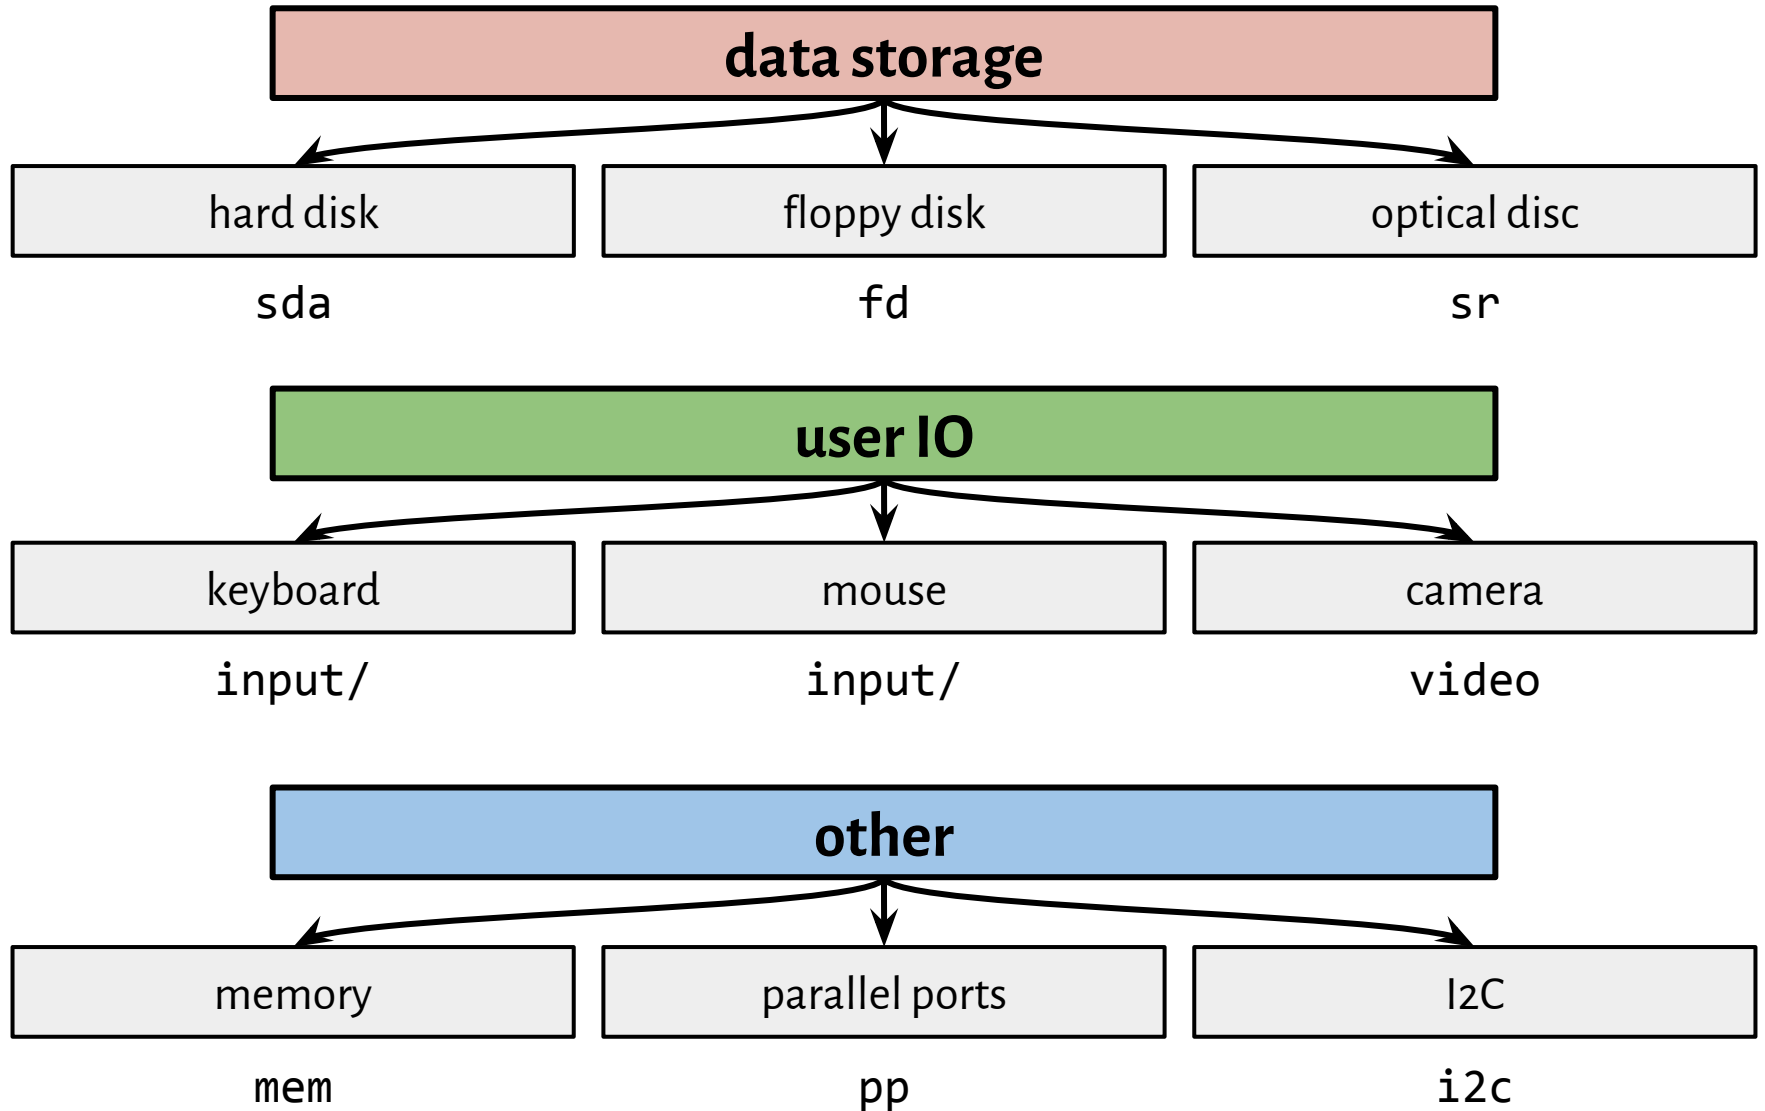 data storage
hard disk floppy disk optical disc
sda fd sr
user IO
keyboard mouse camera
input/ input/ video
other
memory parallel ports I2C
mem pp i2c